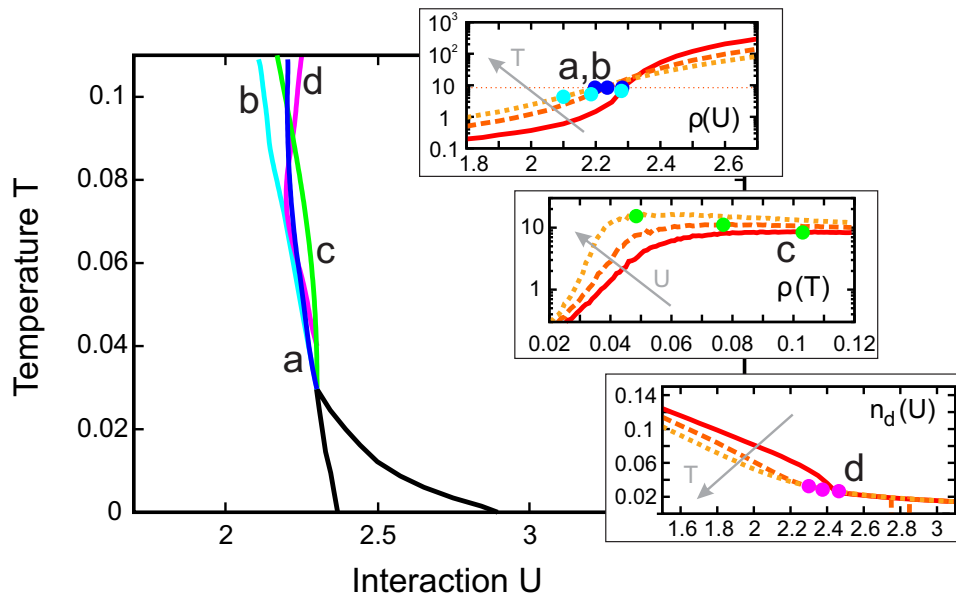 10³
10²
10
1
0.1
T
a,b
ρ(U)
1.8
2
2.2
2.4
2.6
0.1
0.08
0.06
0.04
0.02
0
b
d
c
a
Temperature T
2
2.5
3
Interaction U
10
1
U
c
ρ(T)
0.02
0.04
0.06
0.08
0.1
0.12
0.14
0.1
0.06
0.02
n_d(U)
T
d
1.6
1.8
2
2.2
2.4
2.6
2.8
3